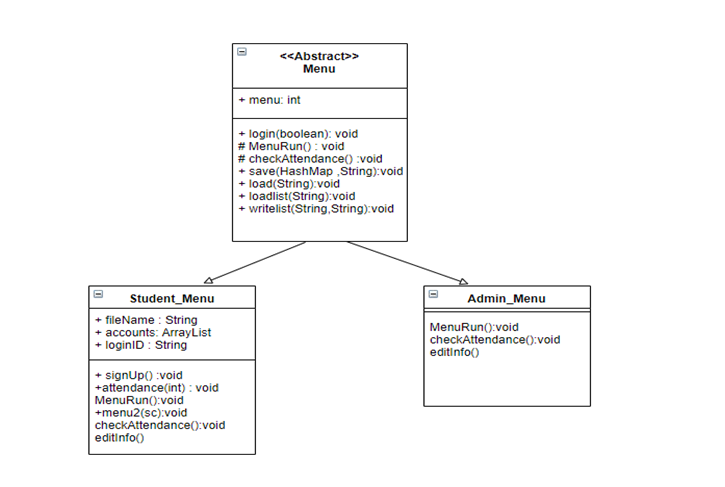 <<Abstract>>
Menu
+ menu: int
+ login(boolean): void
# MenuRun() : void
# checkAttendance() :void
+ save(HashMap ,String):void
+ load(String):void
+ loadlist(String):void
+ writelist(String,String):void
Student_Menu
+ fileName : String
+ accounts: ArrayList
+ loginID : String
+ signUp() :void
+attendance(int) : void
MenuRun():void
+menu2(sc):void
checkAttendance():void
editInfo()
Admin_Menu
MenuRun():void
checkAttendance():void
editInfo()